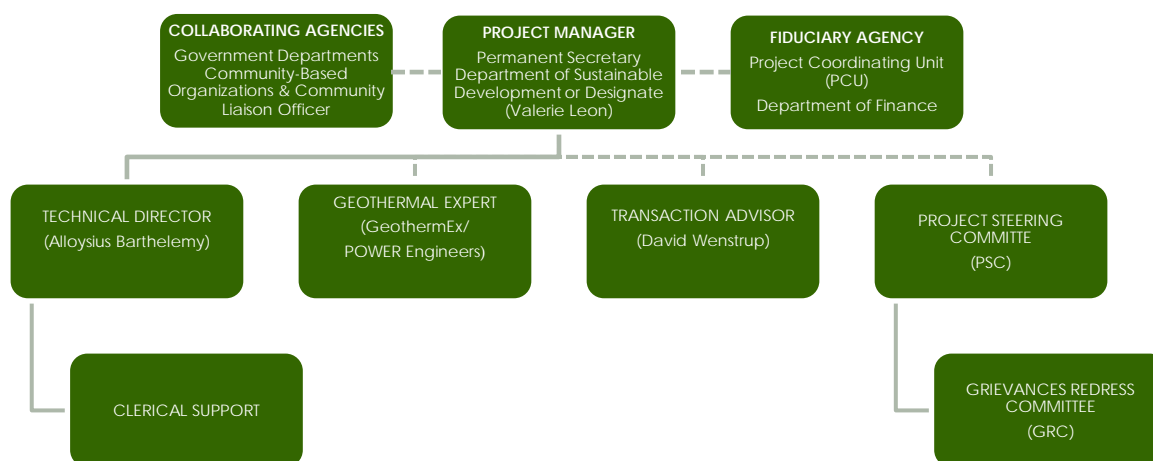 COLLABORATING AGENCIES
Government Departments
Community-Based
Organizations & Community
Liaison Officer
PROJECT MANAGER
Permanent Secretary
Department of Sustainable
Development or Designate
(Valerie Leon)
FIDUCIARY AGENCY
Project Coordinating Unit
(PCU)
Department of Finance
TECHNICAL DIRECTOR
(Alloysius Barthelemy)
GEOTHERMAL EXPERT
(GeothermEx/
POWER Engineers)
TRANSACTION ADVISOR
(David Wenstrup)
PROJECT STEERING
COMMITTE
(PSC)
CLERICAL SUPPORT
GRIEVANCES REDRESS
COMMITTEE
(GRC)